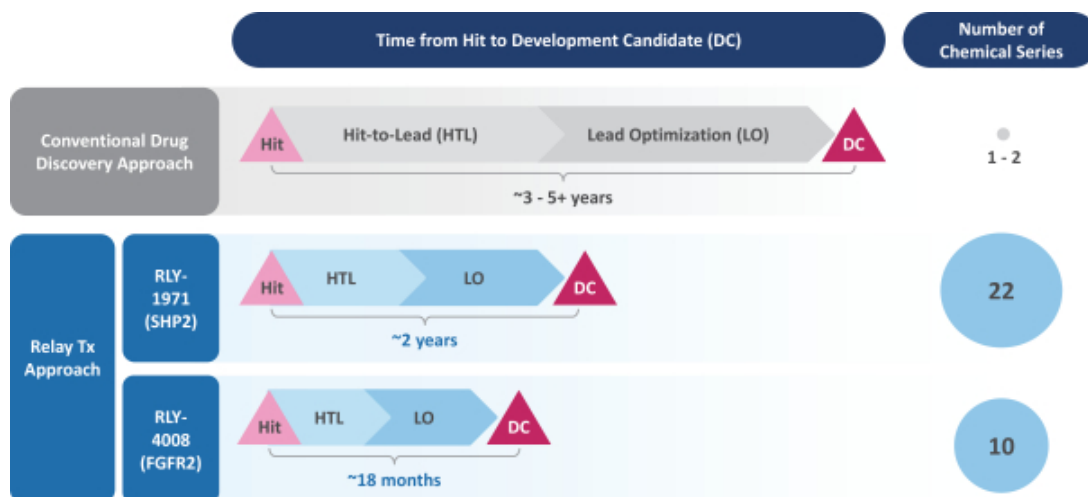 Time from Hit to Development Candidate (DC)
Number of
Chemical Series
Conventional Drug
Discovery Approach
Hit
Hit-to-Lead (HTL)
Lead Optimization (LO)
DC
~3 - 5+ years
1 - 2
Relay Tx
Approach
RLY-
1971
(SHP2)
Hit
HTL
LO
DC
~2 years
22
RLY-
4008
(FGFR2)
Hit
HTL
LO
DC
~18 months
10